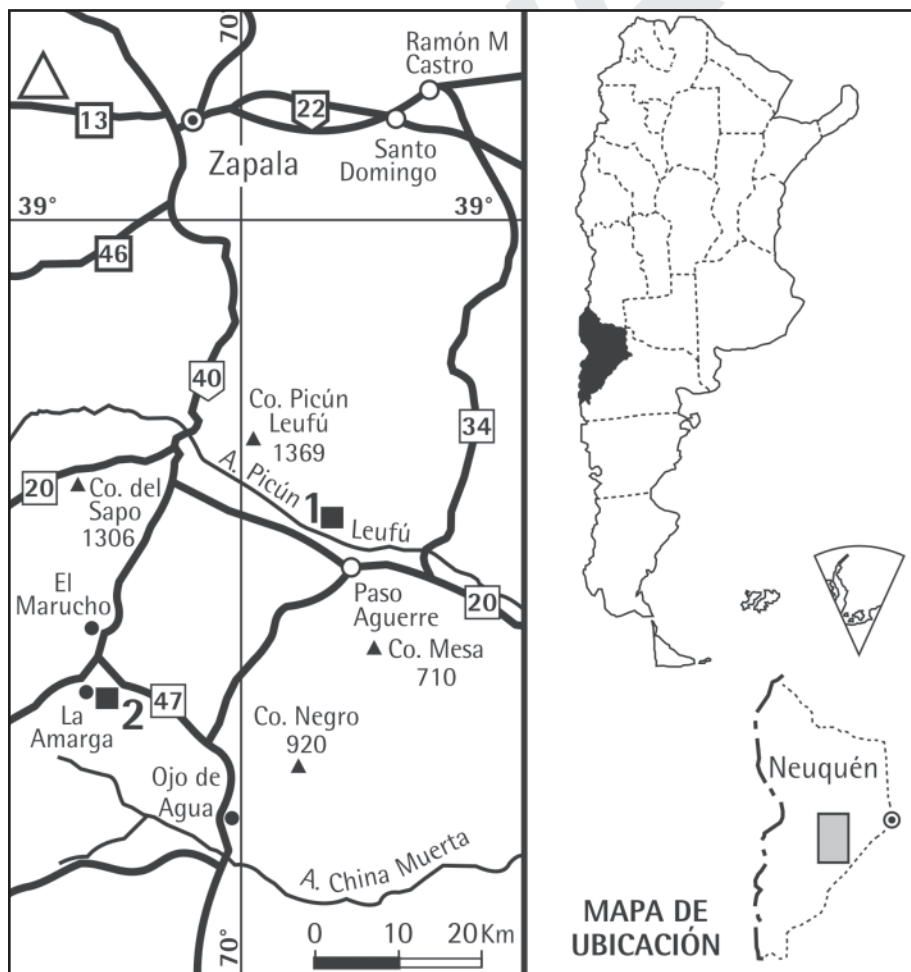 70
Ramón M
Castro
13
22
Zapala
Santo
Domingo
39°
39°
46
40
Co. Picún
Leufú
1369
34
A. Picún
Leufú
1
20
Co. del
Sapo
1306
El
Marucho
Paso
Aguerre
20
Co. Mesa
710
La
Amarga
2
47
Co. Negro
920
Ojo de
Agua
A. China Muerta
70°
0 10 20 Km
Neuquén
MAPA DE
UBICACIÓN